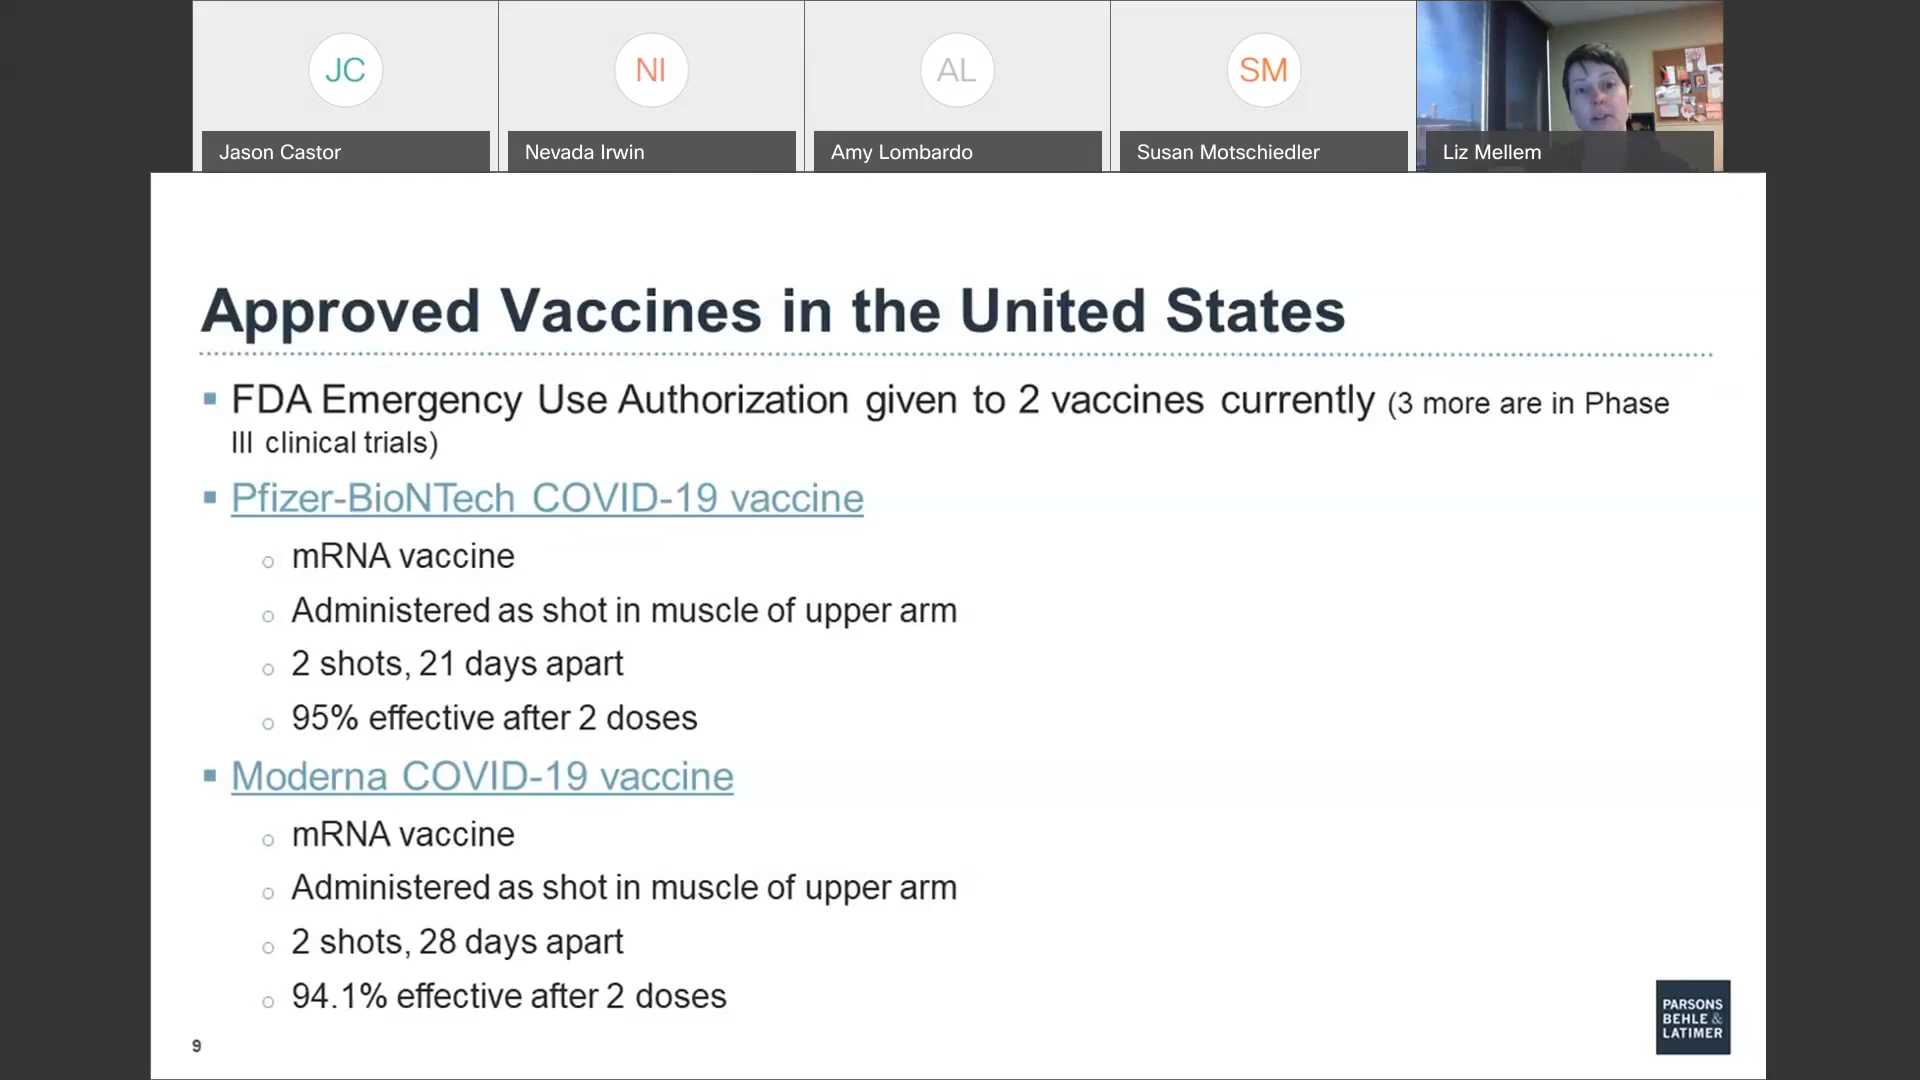 JC
NI
AL
SM
Jason Castor
Nevada Irwin
Amy Lombardo
Susan Motschiedler
Liz Mellem
Approved Vaccines in the United States
▪ FDA Emergency Use Authorization given to 2 vaccines currently (3 more are in Phase
III clinical trials)
▪ Pfizer-BioNTech COVID-19 vaccine
○ mRNA vaccine
○ Administered as shot in muscle of upper arm
○ 2 shots, 21 days apart
○ 95% effective after 2 doses
▪ Moderna COVID-19 vaccine
○ mRNA vaccine
○ Administered as shot in muscle of upper arm
○ 2 shots, 28 days apart
○ 94.1% effective after 2 doses
9
PARSONS
BEHLE &
LATIMER